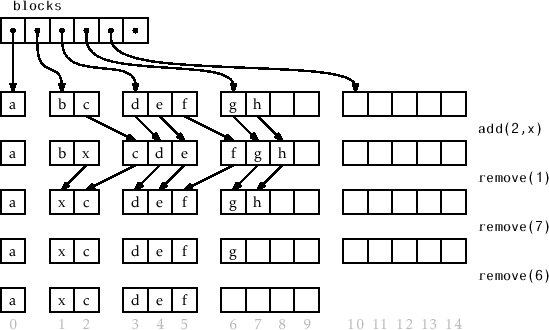 blocks
a b c d e f g h
add(2,x)
a b x c d e f g h
remove(1)
a x c d e f g h
remove(7)
a x c d e f g
remove(6)
a x c d e f
0 1 2 3 4 5 6 7 8 9 10 11 12 13 14